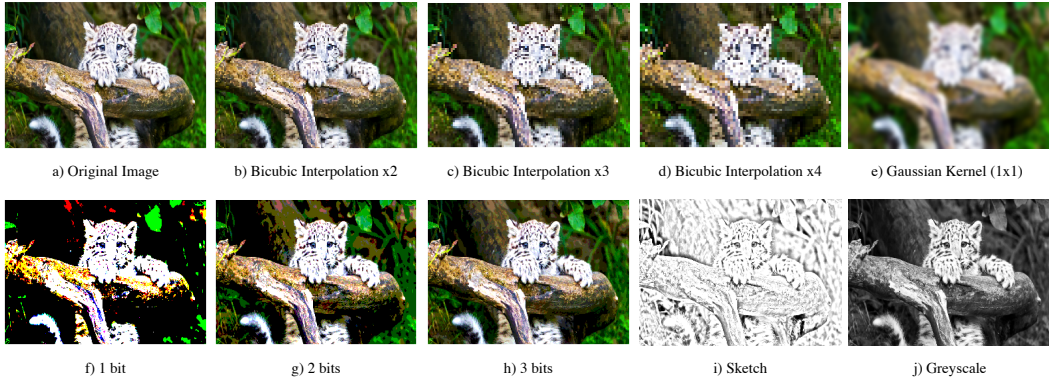 a) Original Image
b) Bicubic Interpolation x2
c) Bicubic Interpolation x3
d) Bicubic Interpolation x4
e) Gaussian Kernel (1x1)
f) 1 bit
g) 2 bits
h) 3 bits
i) Sketch
j) Greyscale